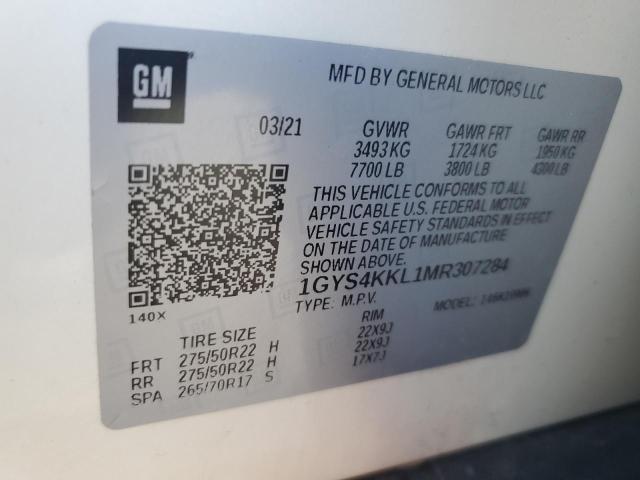 GM
MFD BY GENERAL MOTORS LLC
03/21 GVWR GAWR FRT GAWR RR
3493 KG 1724 KG 1950 KG
7700 LB 3800 LB 4300 LB
THIS VEHICLE CONFORMS TO ALL
APPLICABLE U.S. FEDERAL MOTOR
VEHICLE SAFETY STANDARDS IN EFFECT
ON THE DATE OF MANUFACTURE
SHOWN ABOVE.
1GYS4KKL1MR307284
140X TYPE: M.P.V. MODEL:
TIRE SIZE RIM
FRT 275/50R22 H 22X9J
RR 275/50R22 H 22X9J
SPA 265/70R17 S 17X7J